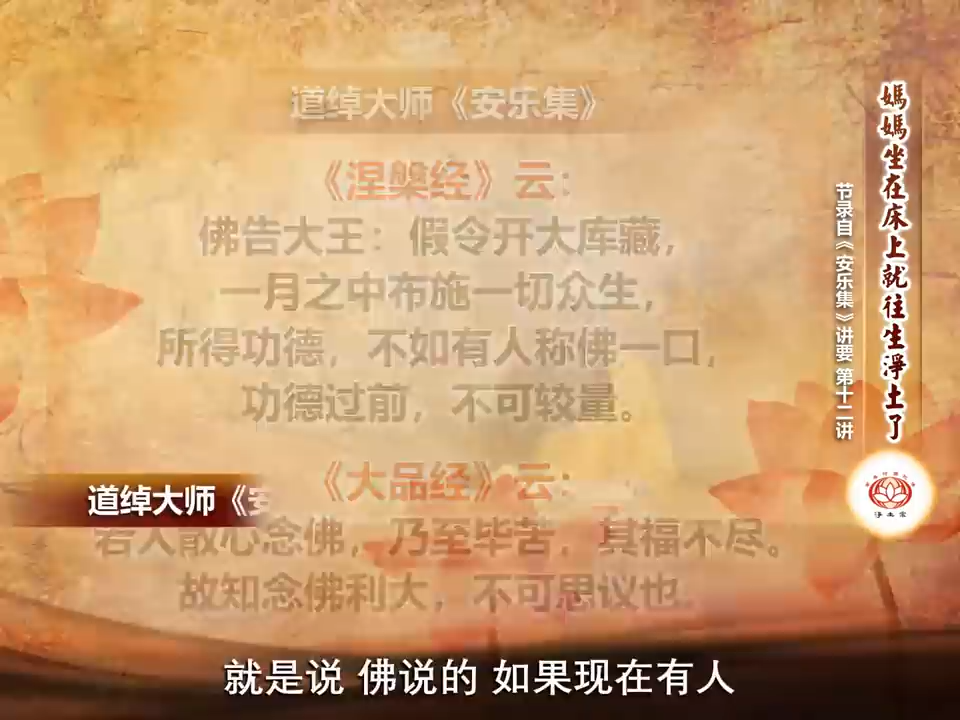 道绰大师《安乐集》
《涅槃经》云：
佛告大王：假令开大库藏，
一月之中布施一切众生，
所得功德，不如有人称佛一口，
功德过前，不可较量。
《大品经》云：
若人散心念佛，乃至毕苦，其福不尽。
故知念佛利大，不可思议也。
道绰大师《安
就是说 佛说的 如果现在有人
媽媽坐在床上就往生淨土了
节录自《安乐集》讲要 第十二讲
淨土宗